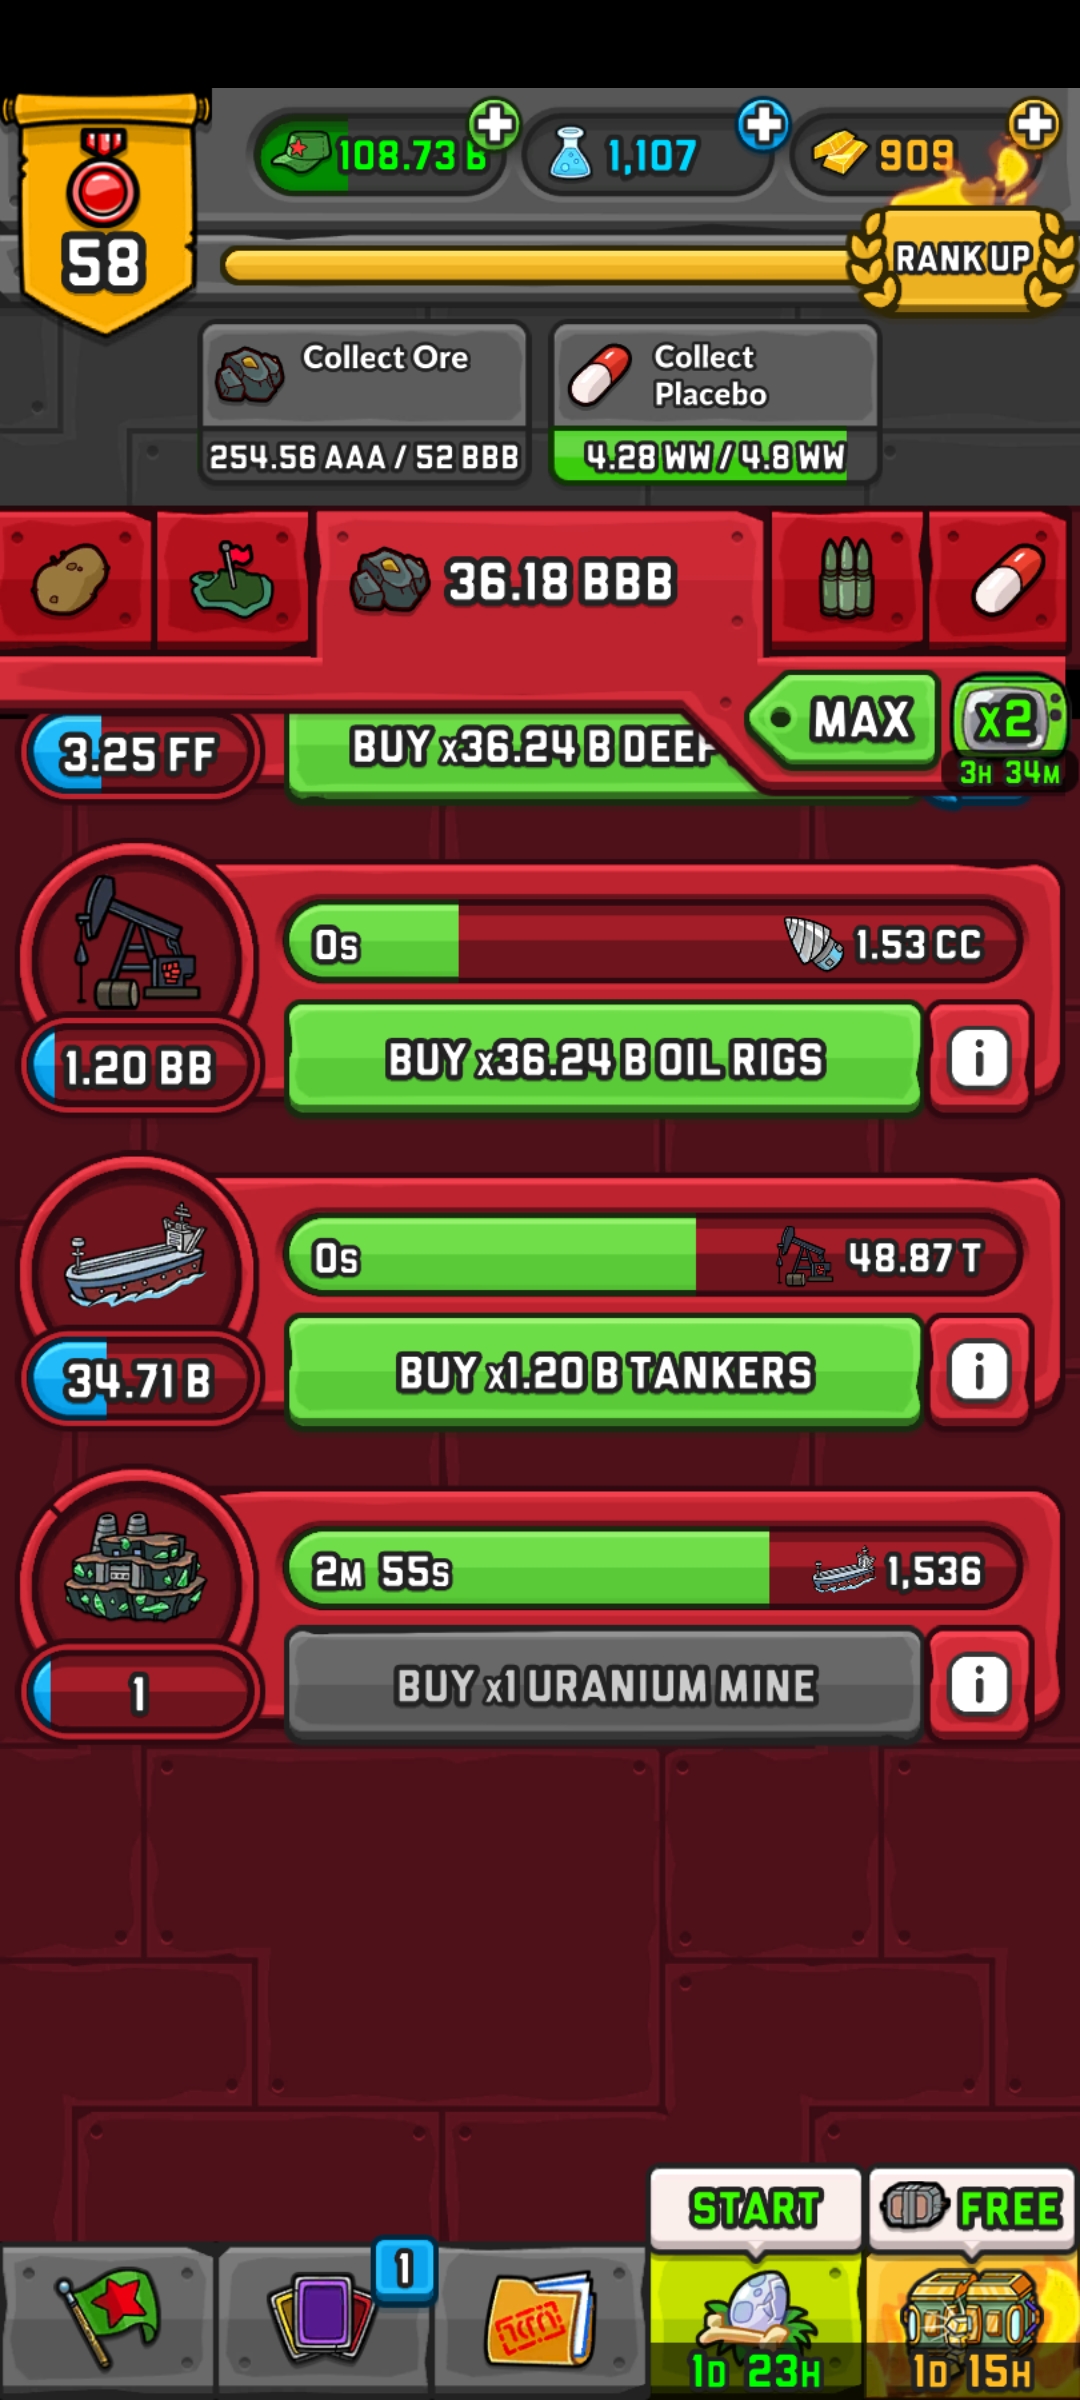 108.73 B
1,107
909
58
RANK UP
Collect Ore
254.56 AAA / 52 BBB
Collect
Placebo
4.28 WW / 4.8 WW
36.18 BBB
MAX
x2
3H 34M
3.25 FF
BUY x36.24 B DEEP
0s
1.53 CC
1.20 BB
BUY x36.24 B OIL RIGS
i
0s
48.87 T
34.71 B
BUY x1.20 B TANKERS
i
2M 55s
1,536
1
BUY x1 URANIUM MINE
i
START
FREE
1
1D 23H
1D 15H